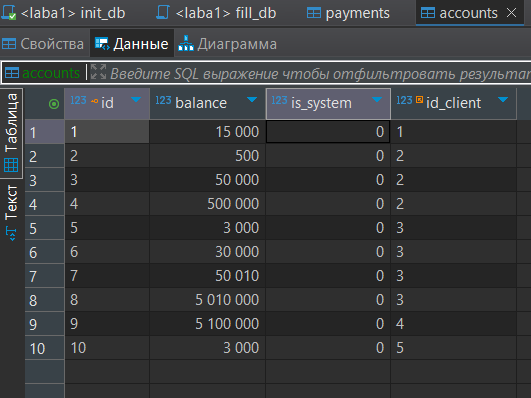 <laba1> init_db <laba1> fill_db payments accounts
Свойства Данные Диаграмма
accounts Введите SQL выражение чтобы отфильтровать результат
Таблица
Текст
123 id 123 balance 123 is_system 123 id_client
1 1 15 000 0 1
2 2 500 0 2
3 3 50 000 0 2
4 4 500 000 0 2
5 5 3 000 0 3
6 6 30 000 0 3
7 7 50 010 0 3
8 8 5 010 000 0 3
9 9 5 100 000 0 4
10 10 3 000 0 5